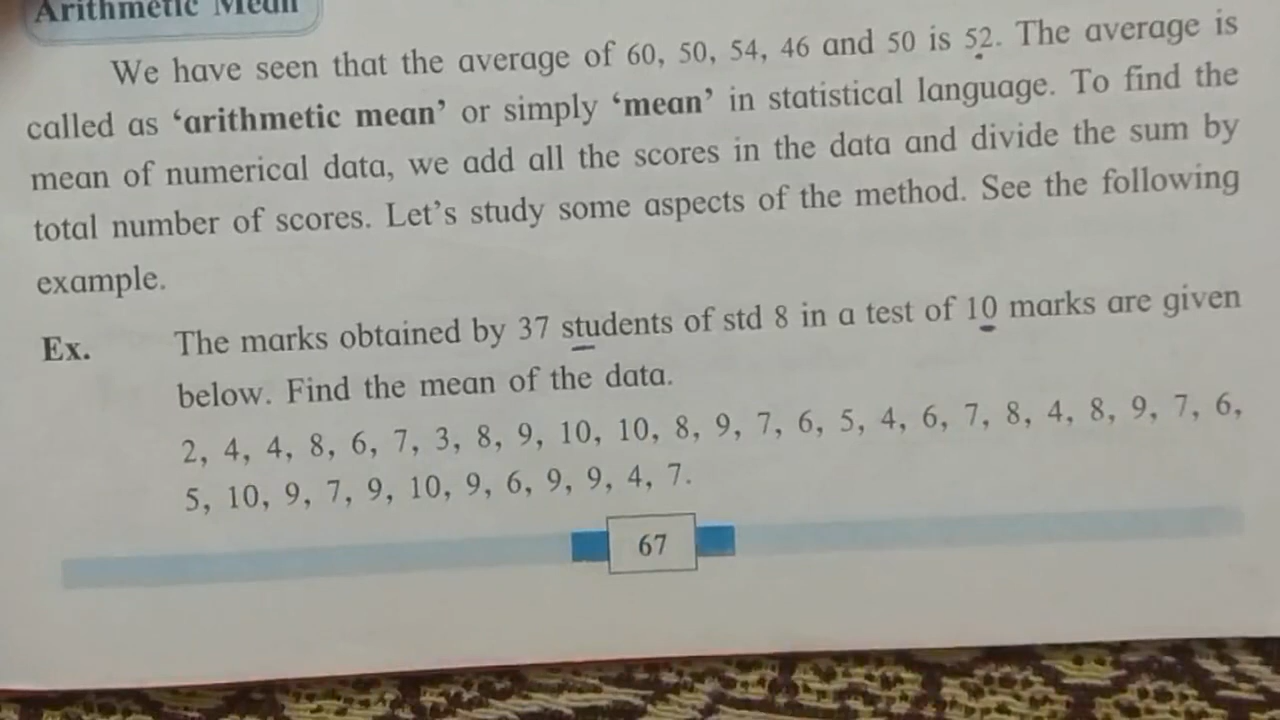 Arithmetic Mean
We have seen that the average of 60, 50, 54, 46 and 50 is 52. The average is
called as ‘arithmetic mean’ or simply ‘mean’ in statistical language. To find the
mean of numerical data, we add all the scores in the data and divide the sum by
total number of scores. Let’s study some aspects of the method. See the following
example.
Ex. The marks obtained by 37 students of std 8 in a test of 10 marks are given
below. Find the mean of the data.
2, 4, 4, 8, 6, 7, 3, 8, 9, 10, 10, 8, 9, 7, 6, 5, 4, 6, 7, 8, 4, 8, 9, 7, 6,
5, 10, 9, 7, 9, 10, 9, 6, 9, 9, 4, 7.
67